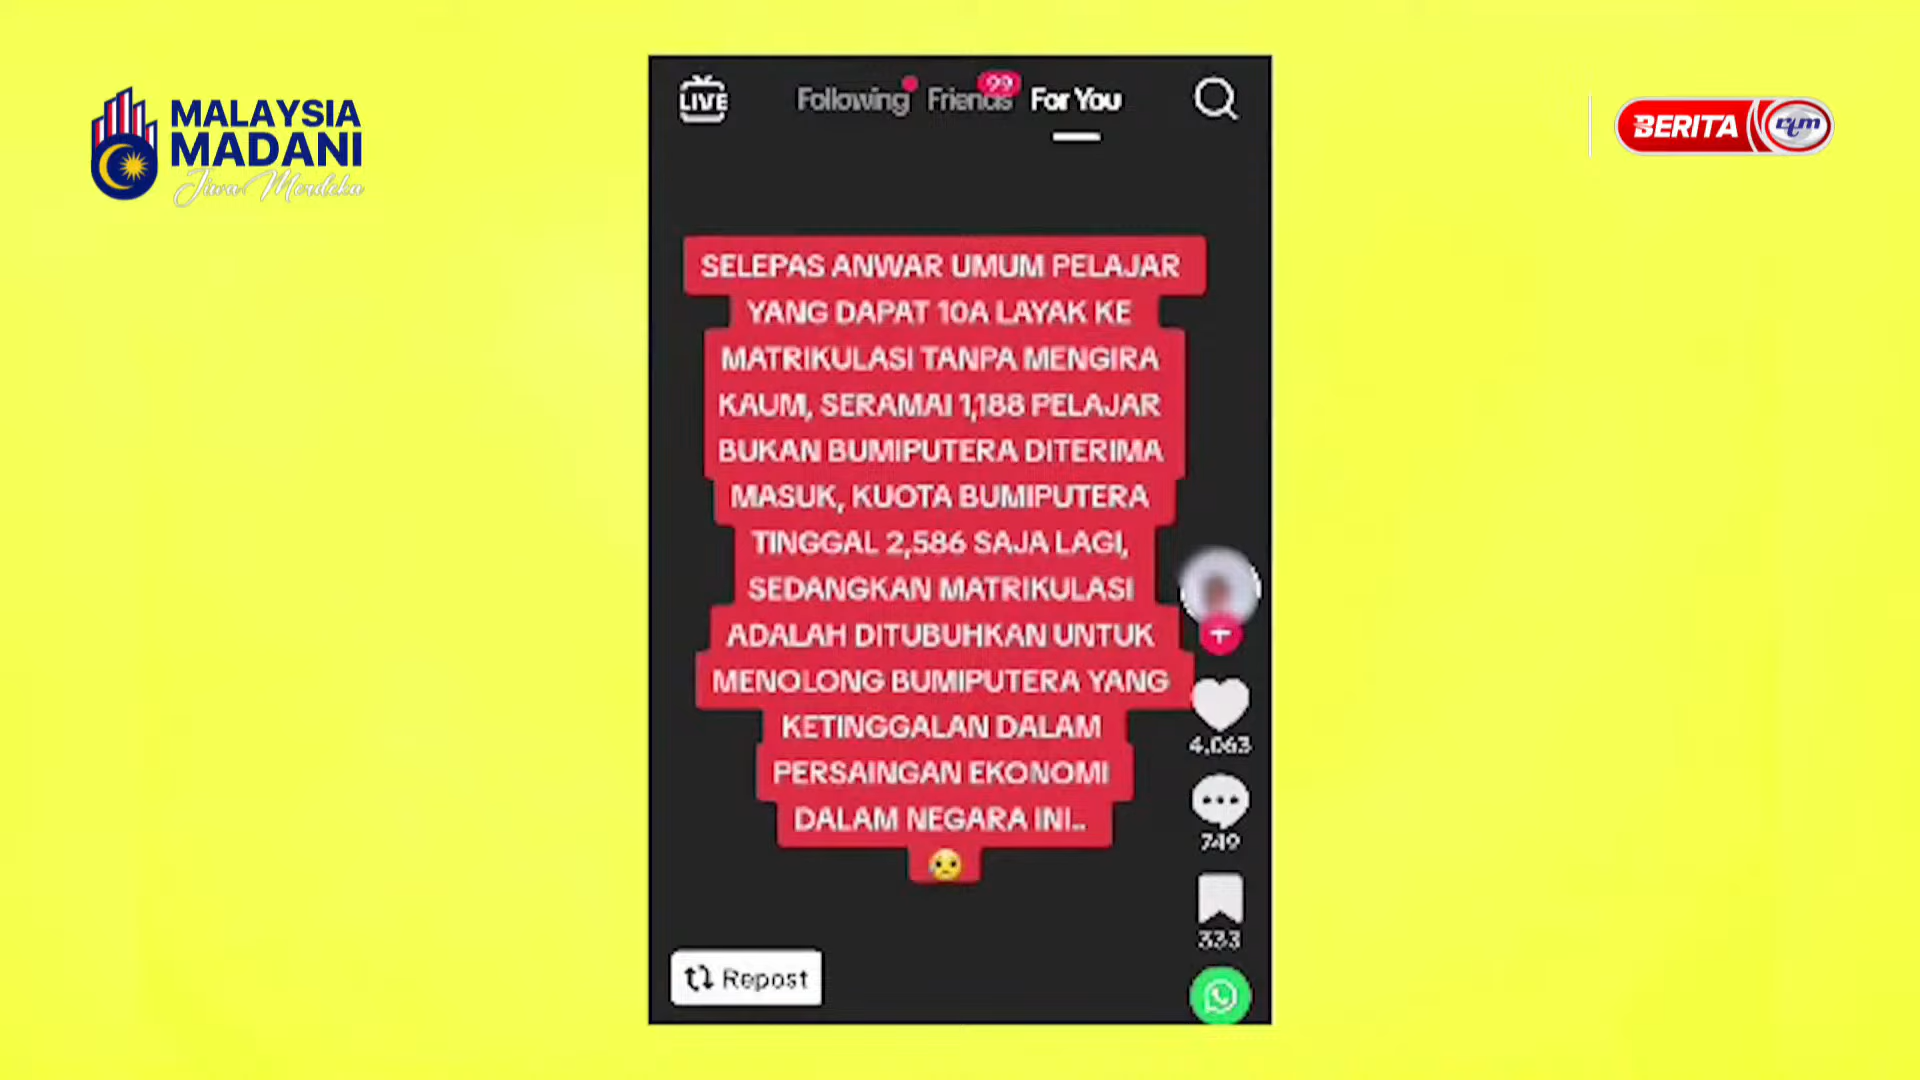 MALAYSIA
MADANI
Jiwa Merdeka
BERITA rtm
LIVE
Following Friends 99 For You
SELEPAS ANWAR UMUM PELAJAR
YANG DAPAT 10A LAYAK KE
MATRIKULASI TANPA MENGIRA
KAUM, SERAMAI 1,188 PELAJAR
BUKAN BUMIPUTERA DITERIMA
MASUK, KUOTA BUMIPUTERA
TINGGAL 2,586 SAJA LAGI,
SEDANGKAN MATRIKULASI
ADALAH DITUBUHKAN UNTUK
MENOLONG BUMIPUTERA YANG
KETINGGALAN DALAM
PERSAINGAN EKONOMI
DALAM NEGARA INI..
😥
4,063
749
333
Repost